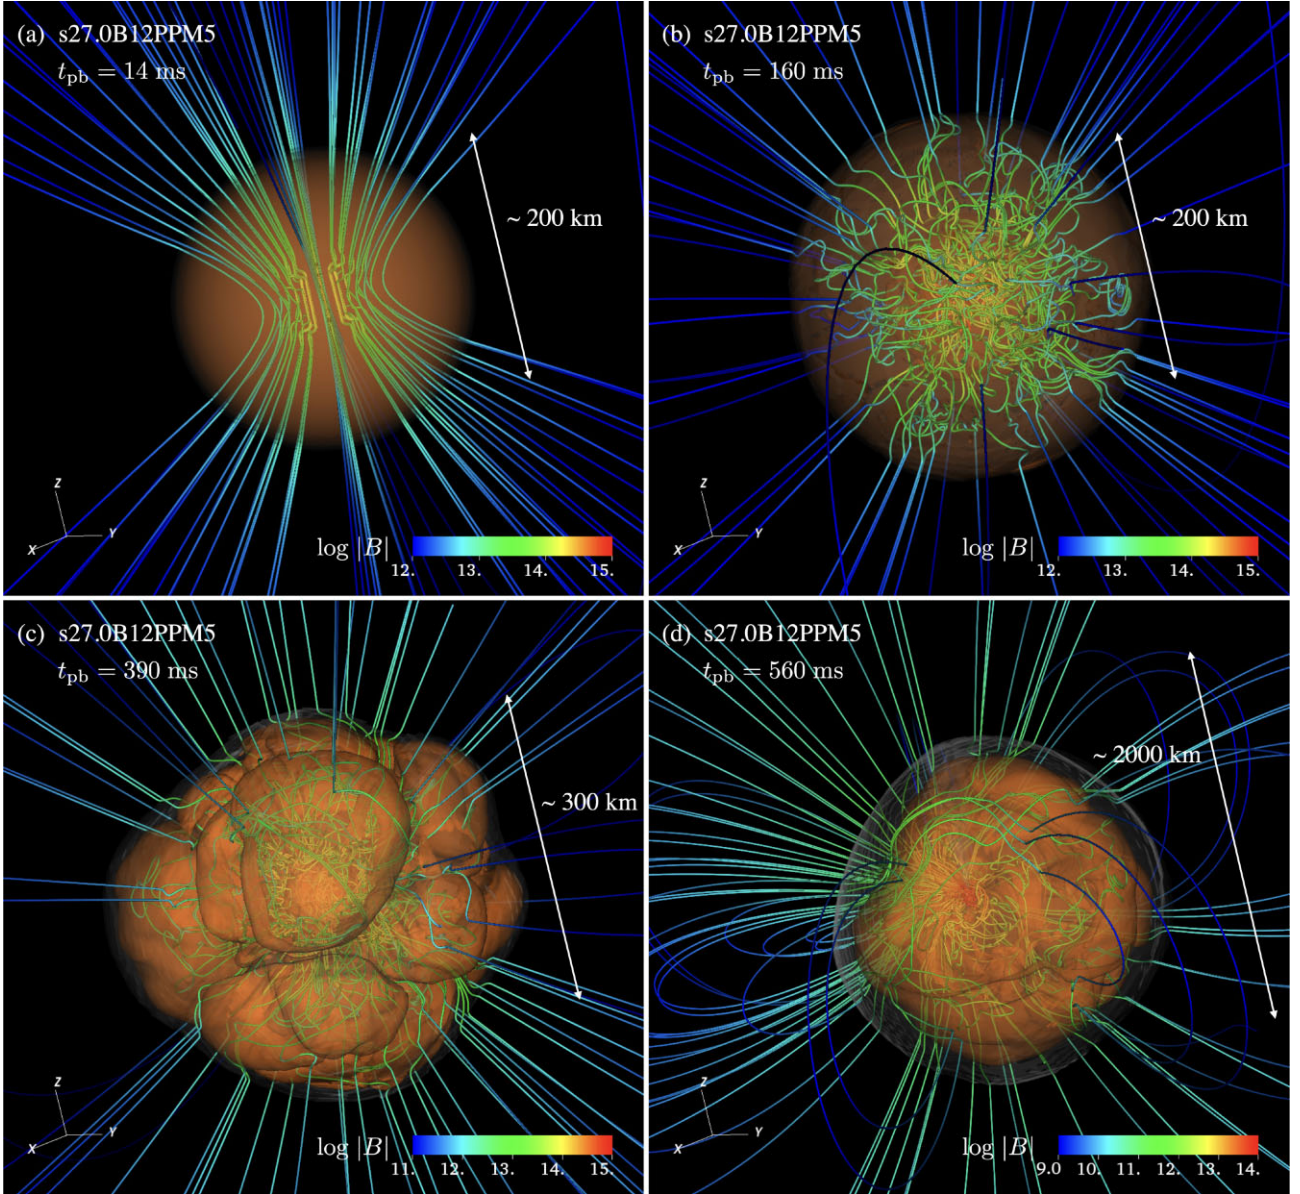 (a) s27.0B12PPM5
t_pb = 14 ms
~ 200 km
Z
X Y
log |B|
12. 13. 14. 15.
(b) s27.0B12PPM5
t_pb = 160 ms
~ 200 km
Z
X Y
log |B|
12. 13. 14. 15.
(c) s27.0B12PPM5
t_pb = 390 ms
~ 300 km
Z
X Y
log |B|
11. 12. 13. 14. 15.
(d) s27.0B12PPM5
t_pb = 560 ms
~ 2000 km
Z
X Y
log |B|
9.0 10. 11. 12. 13. 14.